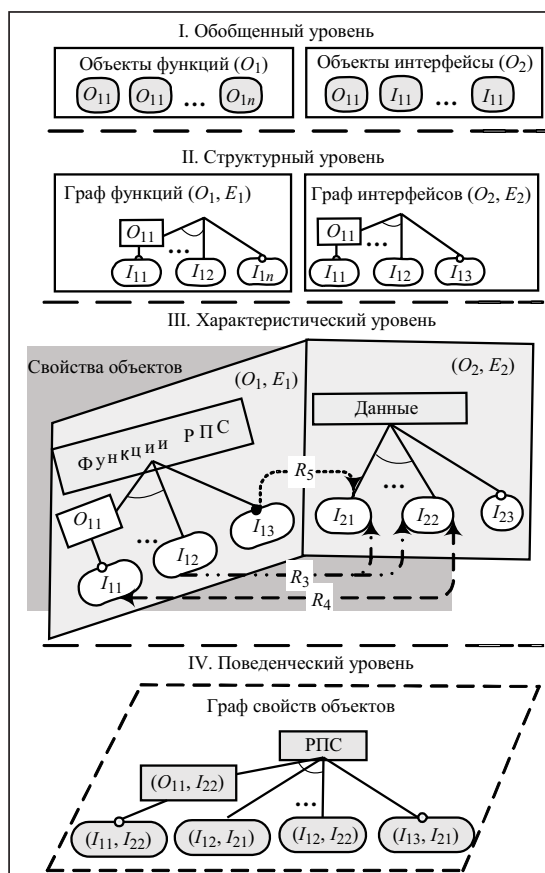 I. Обобщенный уровень
Объекты функций (O₁)
Объекты интерфейсы (O₂)
O₁₁ O₁₁ ... O₁ₙ
O₁₁ I₁₁ ... I₁₁
II. Структурный уровень
Граф функций (O₁, E₁)
Граф интерфейсов (O₂, E₂)
O₁₁
...
I₁₁ I₁₂ I₁ₙ
O₁₁
...
I₁₁ I₁₂ I₁₃
III. Характеристический уровень
Свойства объектов
(O₁, E₁)
(O₂, E₂)
Функции РПС
Данные
R₅
O₁₁
...
I₁₁ I₁₂ I₁₃
...
I₂₁ I₂₂ I₂₃
R₃
R₄
IV. Поведенческий уровень
Граф свойств объектов
РПС
(O₁₁, I₂₂)
...
(I₁₁, I₂₂) (I₁₂, I₂₁) (I₁₂, I₂₂) (I₁₃, I₂₁)